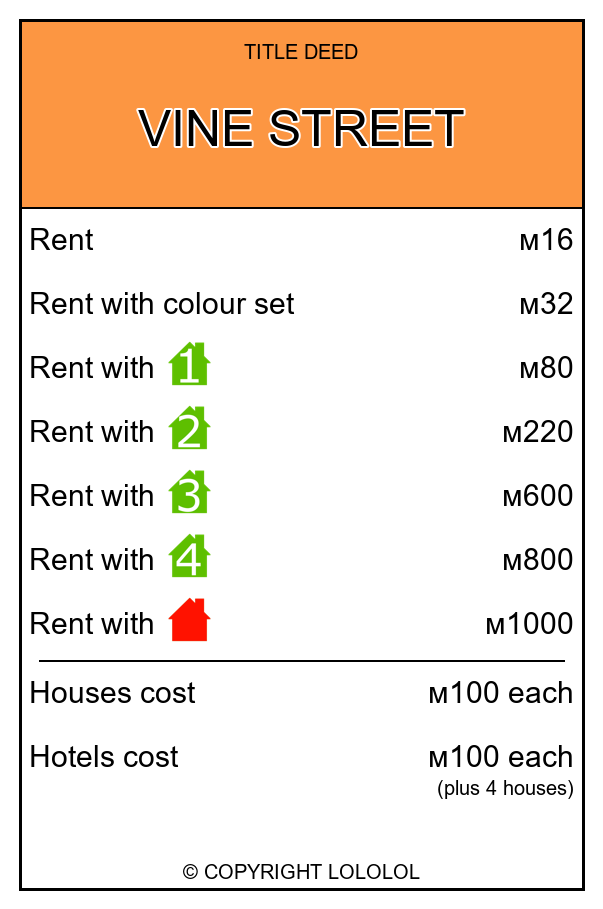 TITLE DEED
VINE STREET
Rent м16
Rent with colour set м32
Rent with 1 м80
Rent with 2 м220
Rent with 3 м600
Rent with 4 м800
Rent with м1000
Houses cost м100 each
Hotels cost м100 each
(plus 4 houses)
© COPYRIGHT LOLOLOL